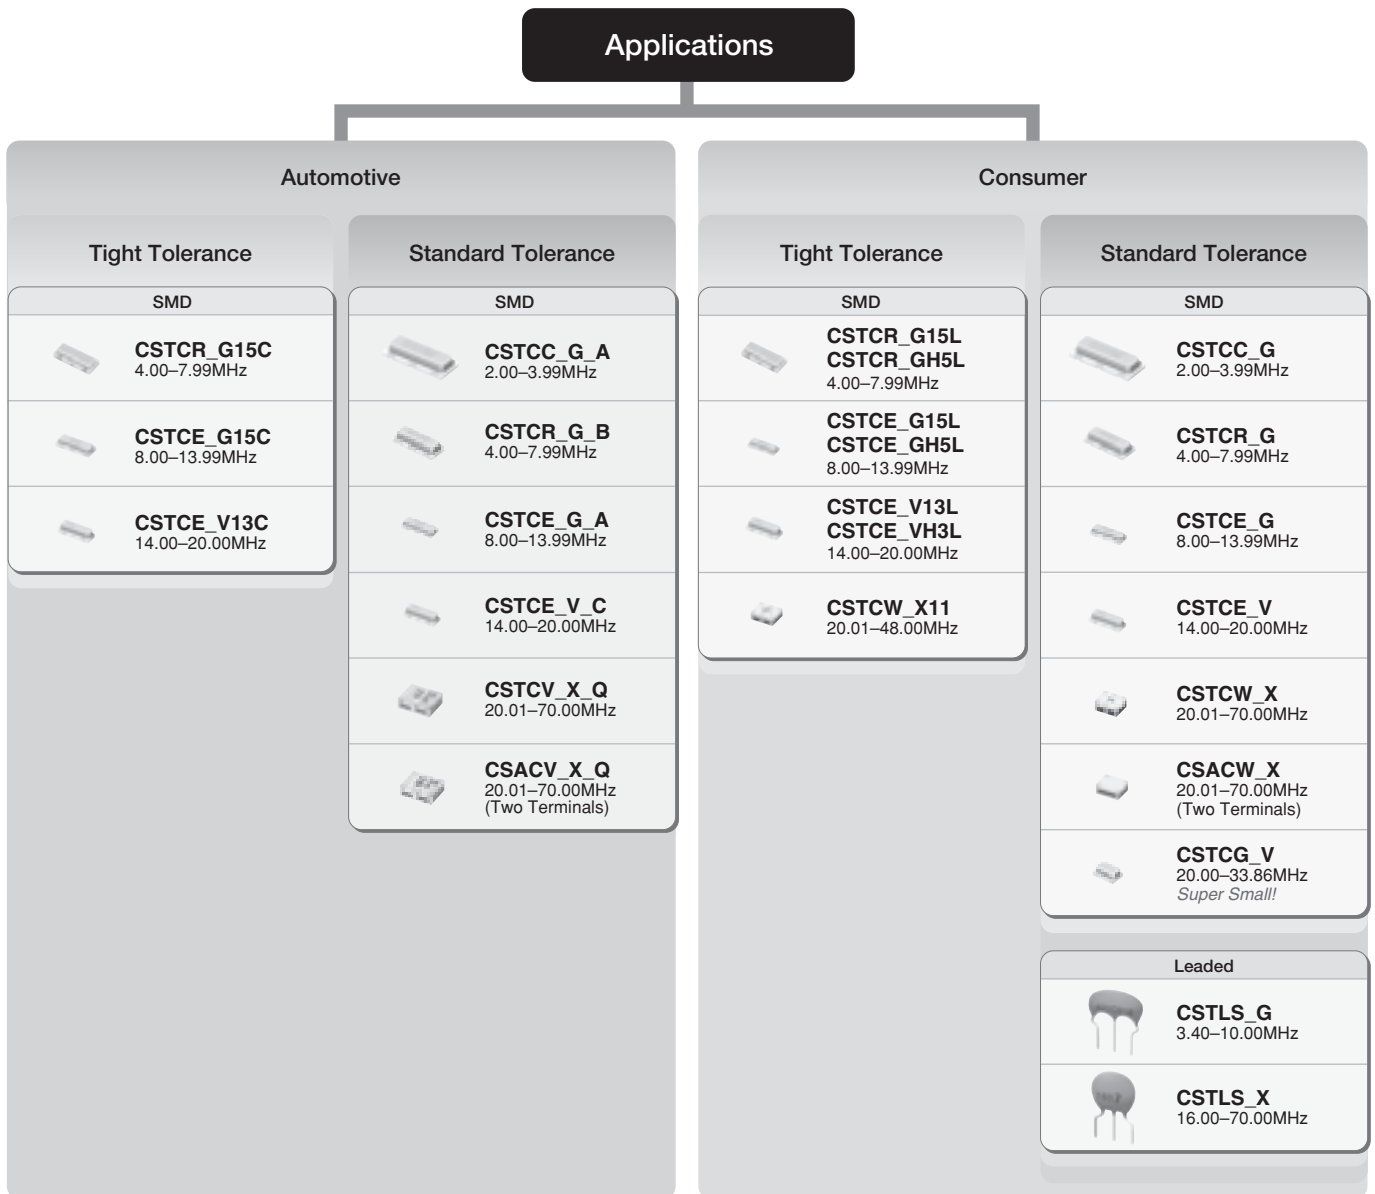 Applications
Automotive
Tight Tolerance
SMD
CSTCR_G15C
4.00–7.99MHz
CSTCE_G15C
8.00–13.99MHz
CSTCE_V13C
14.00–20.00MHz
Standard Tolerance
SMD
CSTCC_G_A
2.00–3.99MHz
CSTCR_G_B
4.00–7.99MHz
CSTCE_G_A
8.00–13.99MHz
CSTCE_V_C
14.00–20.00MHz
CSTCV_X_Q
20.01–70.00MHz
CSACV_X_Q
20.01–70.00MHz
(Two Terminals)
Consumer
Tight Tolerance
SMD
CSTCR_G15L
CSTCR_GH5L
4.00–7.99MHz
CSTCE_G15L
CSTCE_GH5L
8.00–13.99MHz
CSTCE_V13L
CSTCE_VH3L
14.00–20.00MHz
CSTCW_X11
20.01–48.00MHz
Standard Tolerance
SMD
CSTCC_G
2.00–3.99MHz
CSTCR_G
4.00–7.99MHz
CSTCE_G
8.00–13.99MHz
CSTCE_V
14.00–20.00MHz
CSTCW_X
20.01–70.00MHz
CSACW_X
20.01–70.00MHz
(Two Terminals)
CSTCG_V
20.00–33.86MHz
Super Small!
Leaded
CSTLS_G
3.40–10.00MHz
CSTLS_X
16.00–70.00MHz